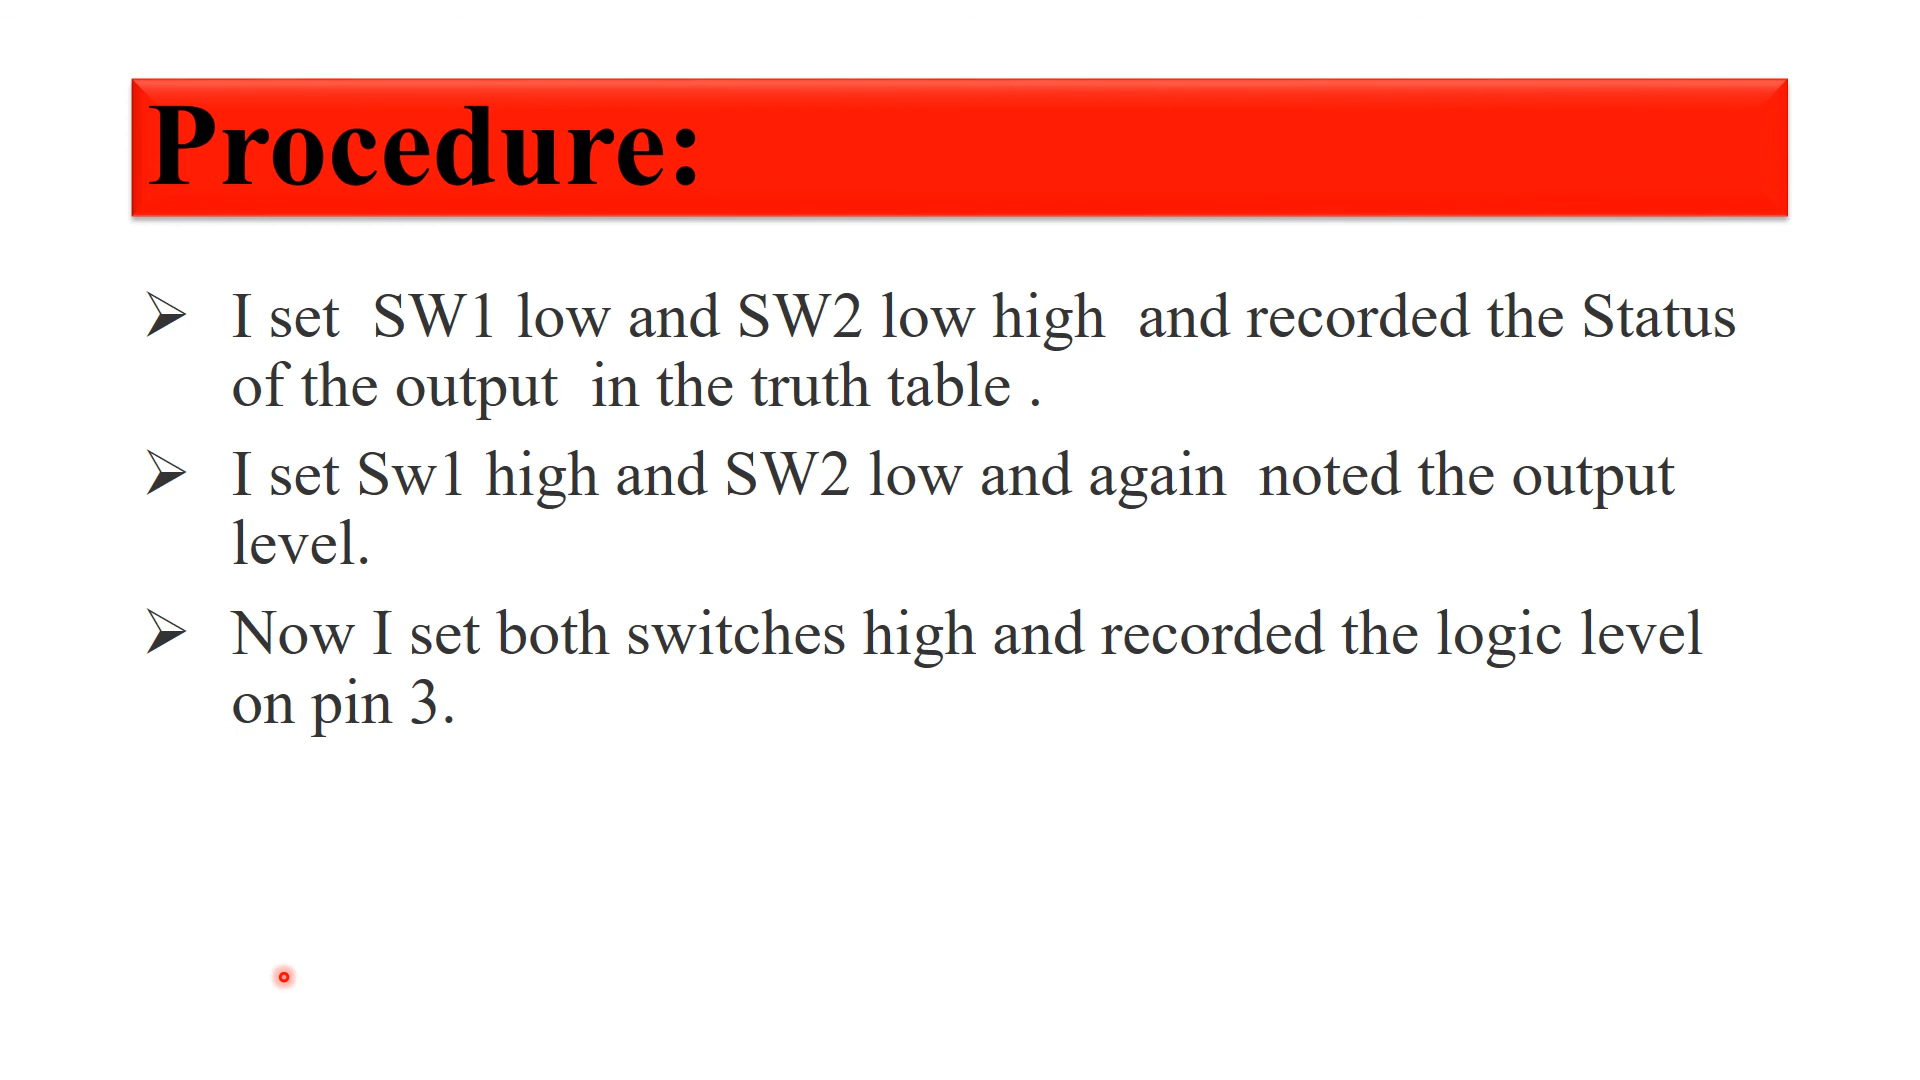 Procedure:
I set  SW1 low and SW2 low high  and recorded the Status
of the output  in the truth table .
I set Sw1 high and SW2 low and again  noted the output
level.
Now I set both switches high and recorded the logic level
on pin 3.